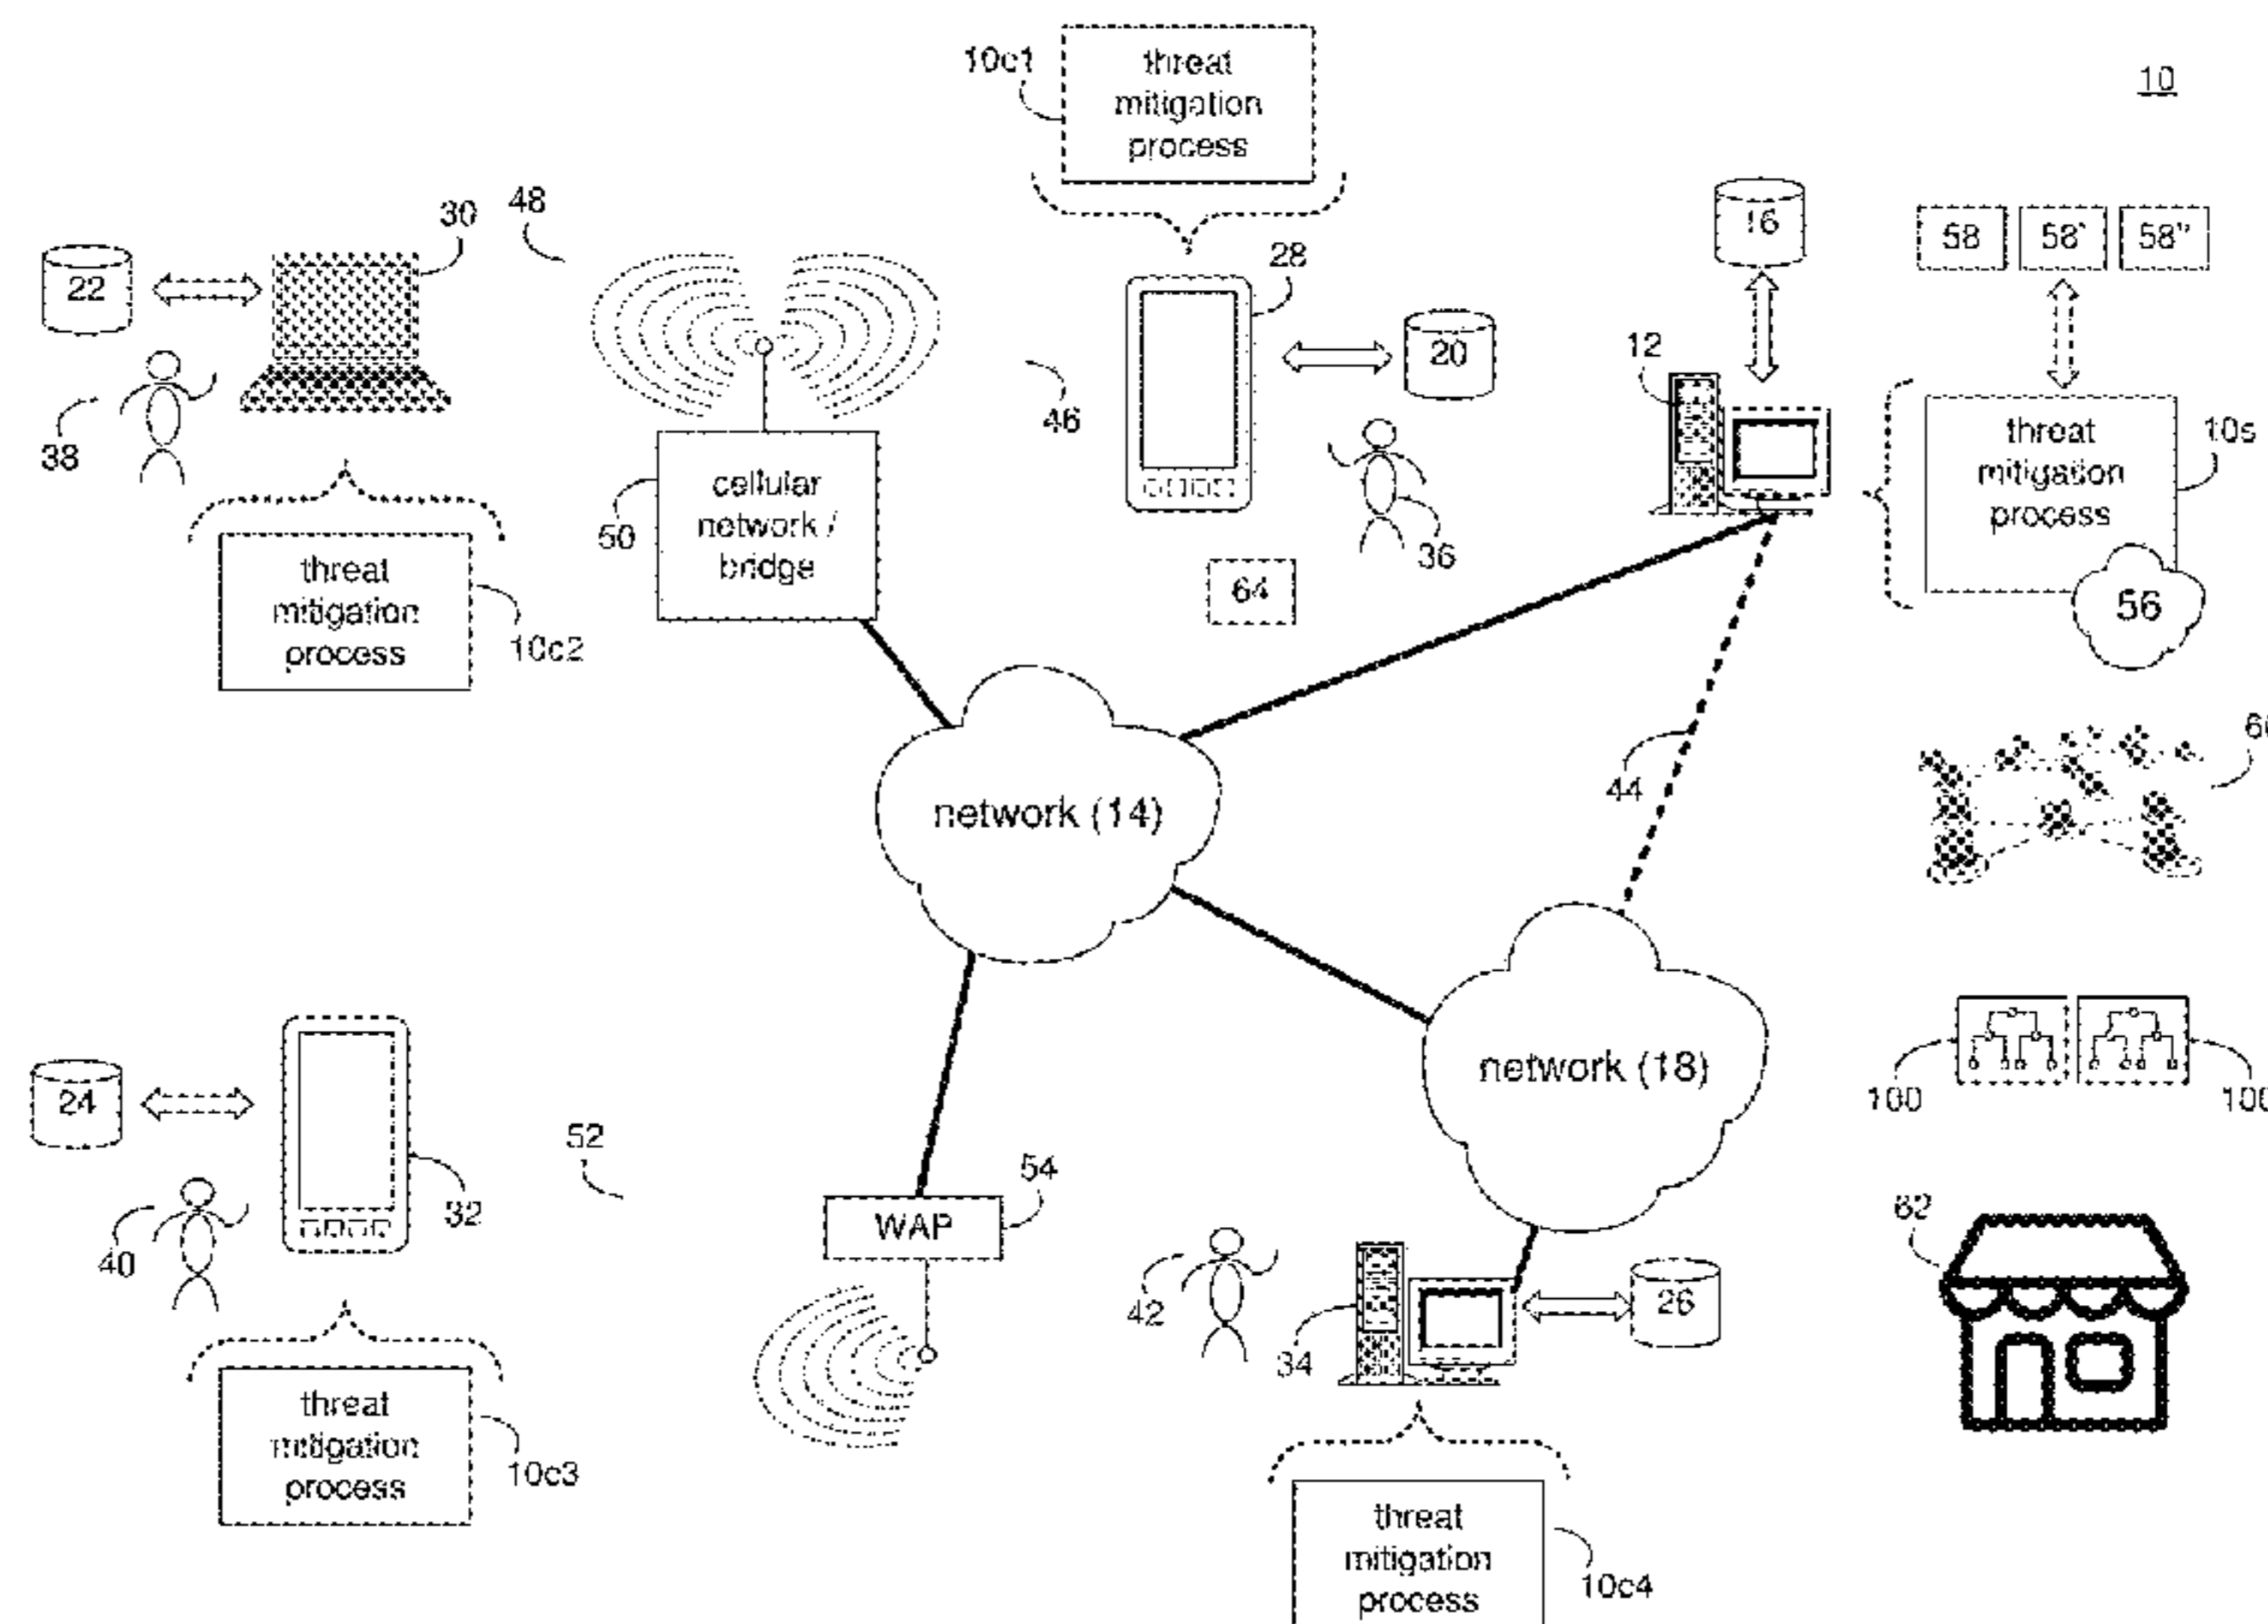 10
10c1
threat
mitigation
process
48
30
22
28
16
58
58'
58"
12
20
46
38
36
50
cellular
network /
bridge
64
threat
mitigation
process
10s
56
threat
mitigation
process
10c2
44
network (14)
network (18)
100
52
54
24
32
40
WAP
42
34
26
62
threat
mitigation
process
10c3
threat
mitigation
process
10c4